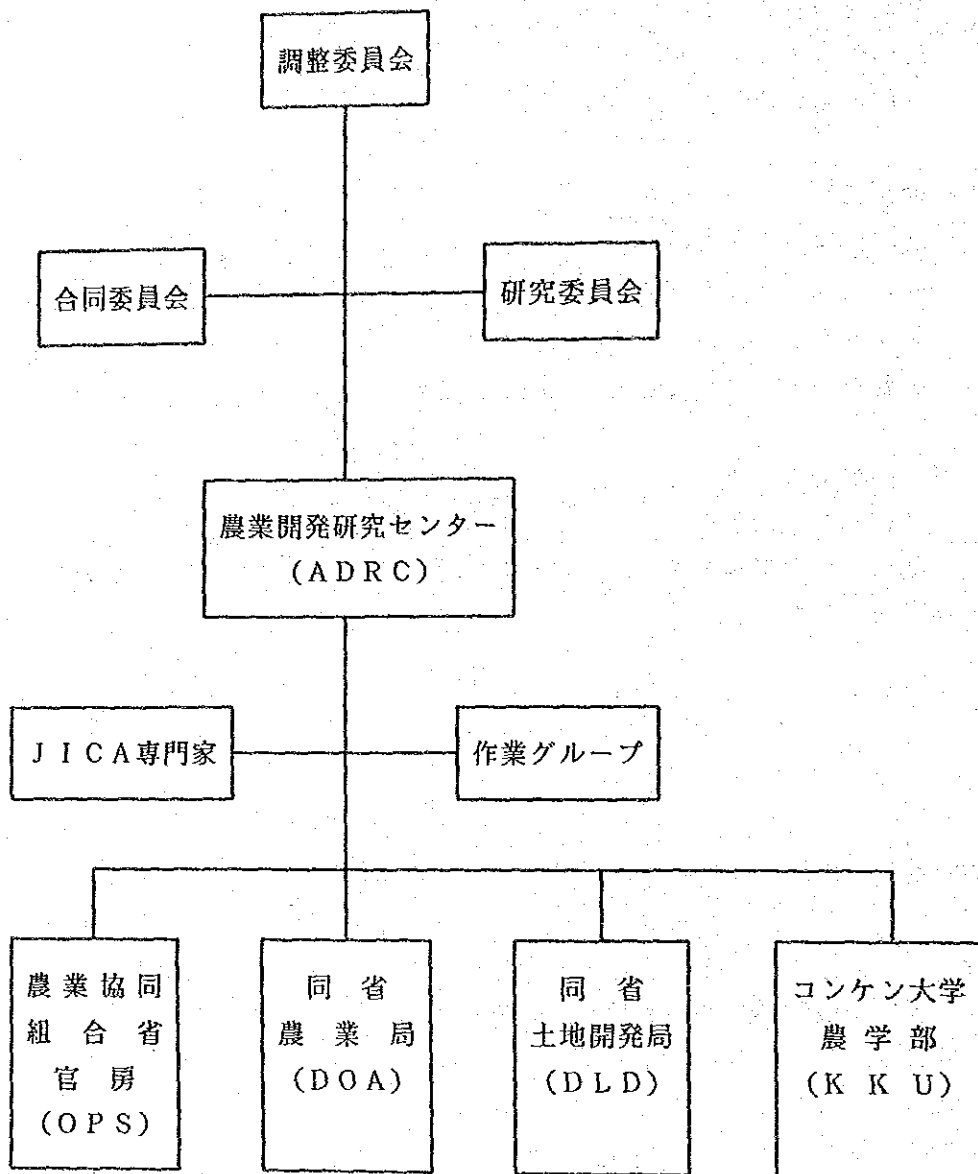 調整委員会
合同委員会
研究委員会
農業開発研究センター
(ADRC)
JICA専門家
作業グループ
農業協同
組合省
官房
(OPS)
同省
農業局
(DOA)
同省
土地開発局
(DLD)
コンケン大学
農学部
(KKU)